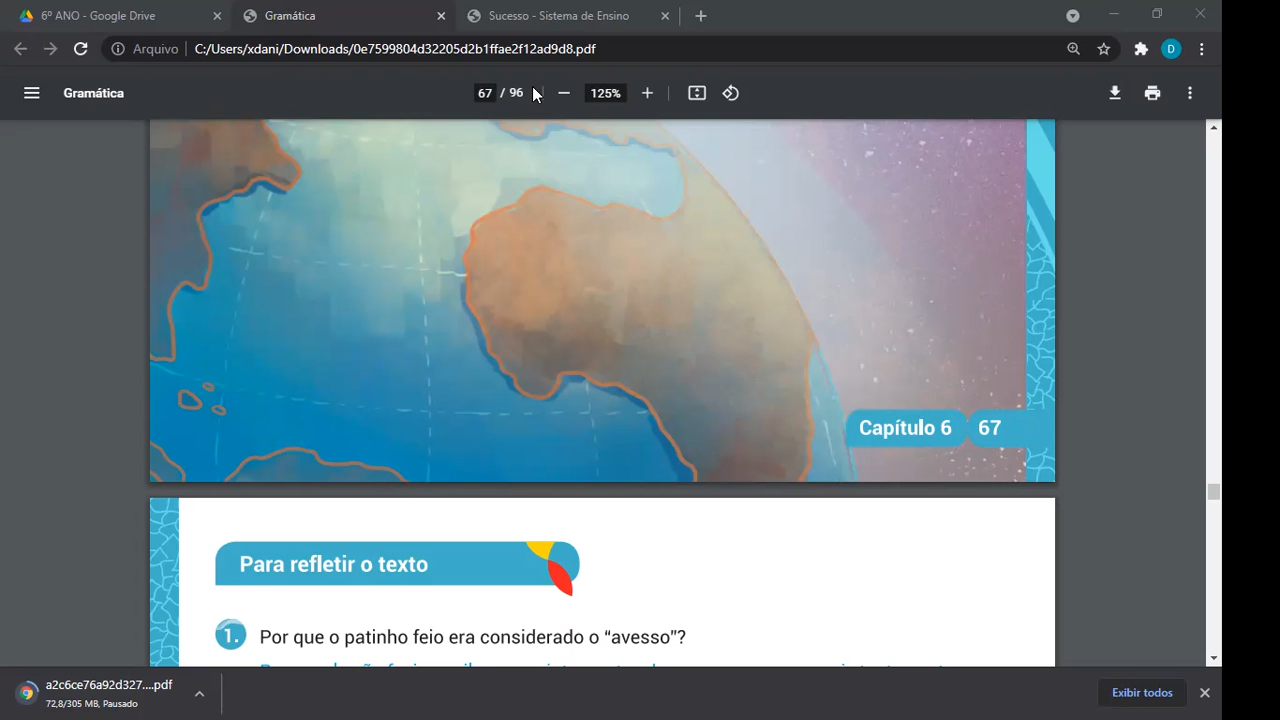 6º ANO - Google Drive
Gramática
Sucesso - Sistema de Ensino
Arquivo
C:/Users/xdani/Downloads/0e7599804d32205d2b1ffae2f12ad9d8.pdf
D
Gramática
67 / 96
125%
Capítulo 6 67
Para refletir o texto
1. Por que o patinho feio era considerado o “avesso”?
a2c6ce76a92d327....pdf
72,8/305 MB, Pausado
Exibir todos